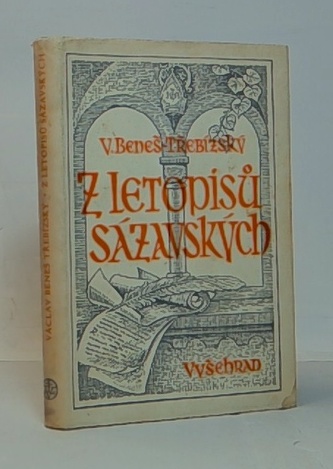 V. Beneš-Třebízský
Z letopisů
sázavských
Vyšehrad
VÁCLAV BENEŠ TŘEBÍZSKÝ • Z LETOPISŮ SÁZAVSKÝCH